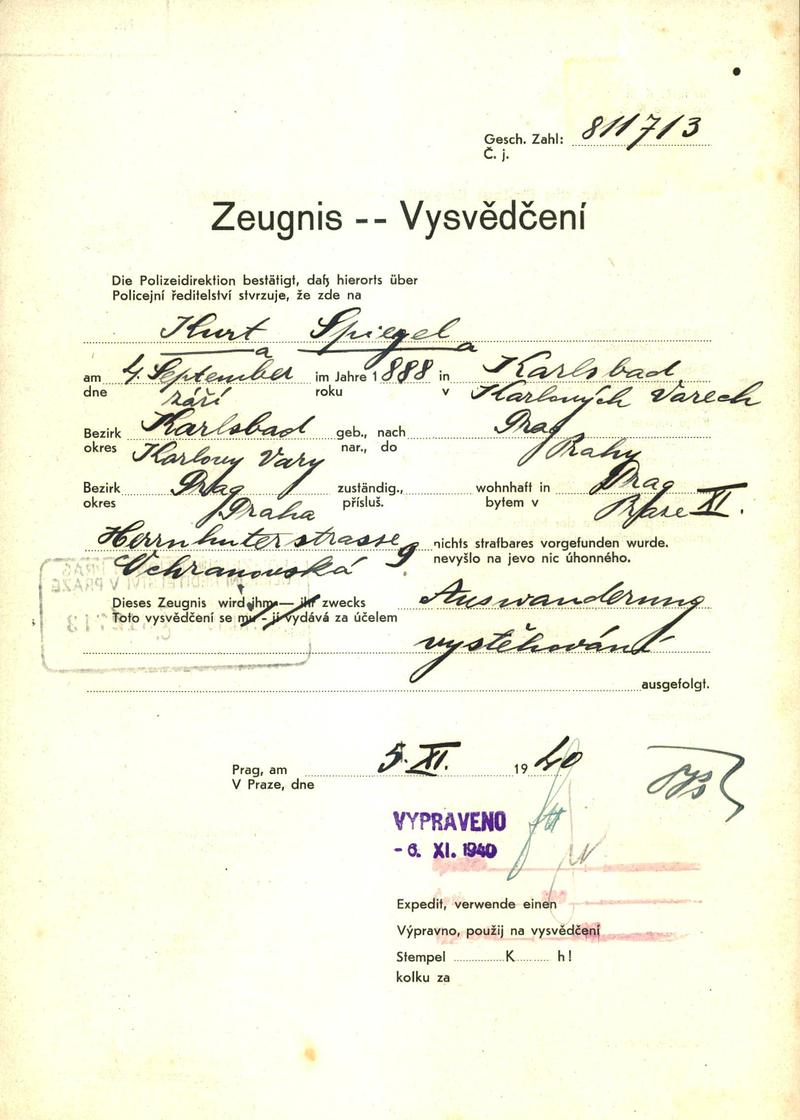 Gesch. Zahl: 811713
Č. j.
Zeugnis -- Vysvědčení
Die Polizeidirektion bestätigt, daß hierorts über
Policejní ředitelství stvrzuje, že zde na
Kurt Spiegel
a a
am 4. September im Jahre 1888 in Karlsbad
dne září roku v Karlových Varech
Bezirk Karlsbad geb., nach Prag
okres Karlovy Vary nar., do Prahy
Bezirk Prag zuständig., wohnhaft in Prag
okres Praha přísluš. bytem v Praze XI.
Herrnhuterstrasse 9 nichts strafbares vorgefunden wurde.
Ochranovská nevyšlo na jevo nic úhonného.
Dieses Zeugnis wird ihm — ihr zwecks Auswanderung
Toto vysvědčení se mu - jí vydává za účelem
vystěhování
ausgefolgt.
Prag, am 5. XI. 1940
V Praze, dne
VYPRAVENO
- 6. XI. 1940
Expedit, verwende einen
Výpravno, použij na vysvědčení
Stempel K h!
kolku za